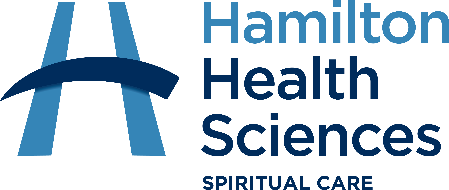 Hamilton
Health
Sciences
SPIRITUAL CARE